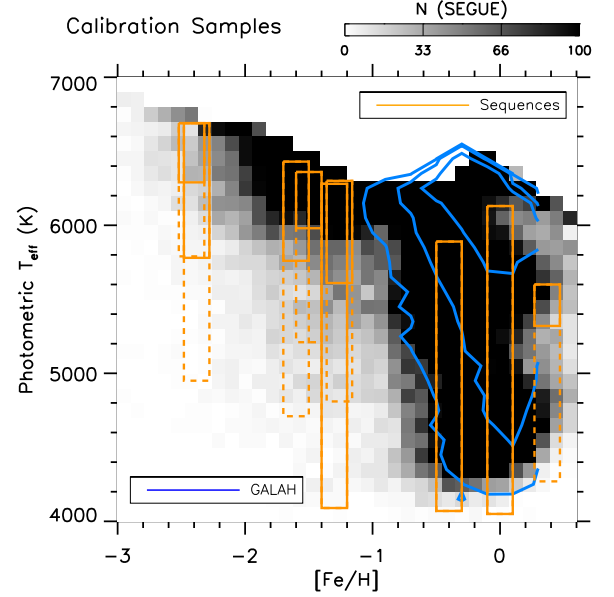 Calibration Samples
N (SEGUE)
0 33 66 100
Sequences
7000
6000
5000
4000
Photometric T_eff (K)
GALAH
-3 -2 -1 0
[Fe/H]